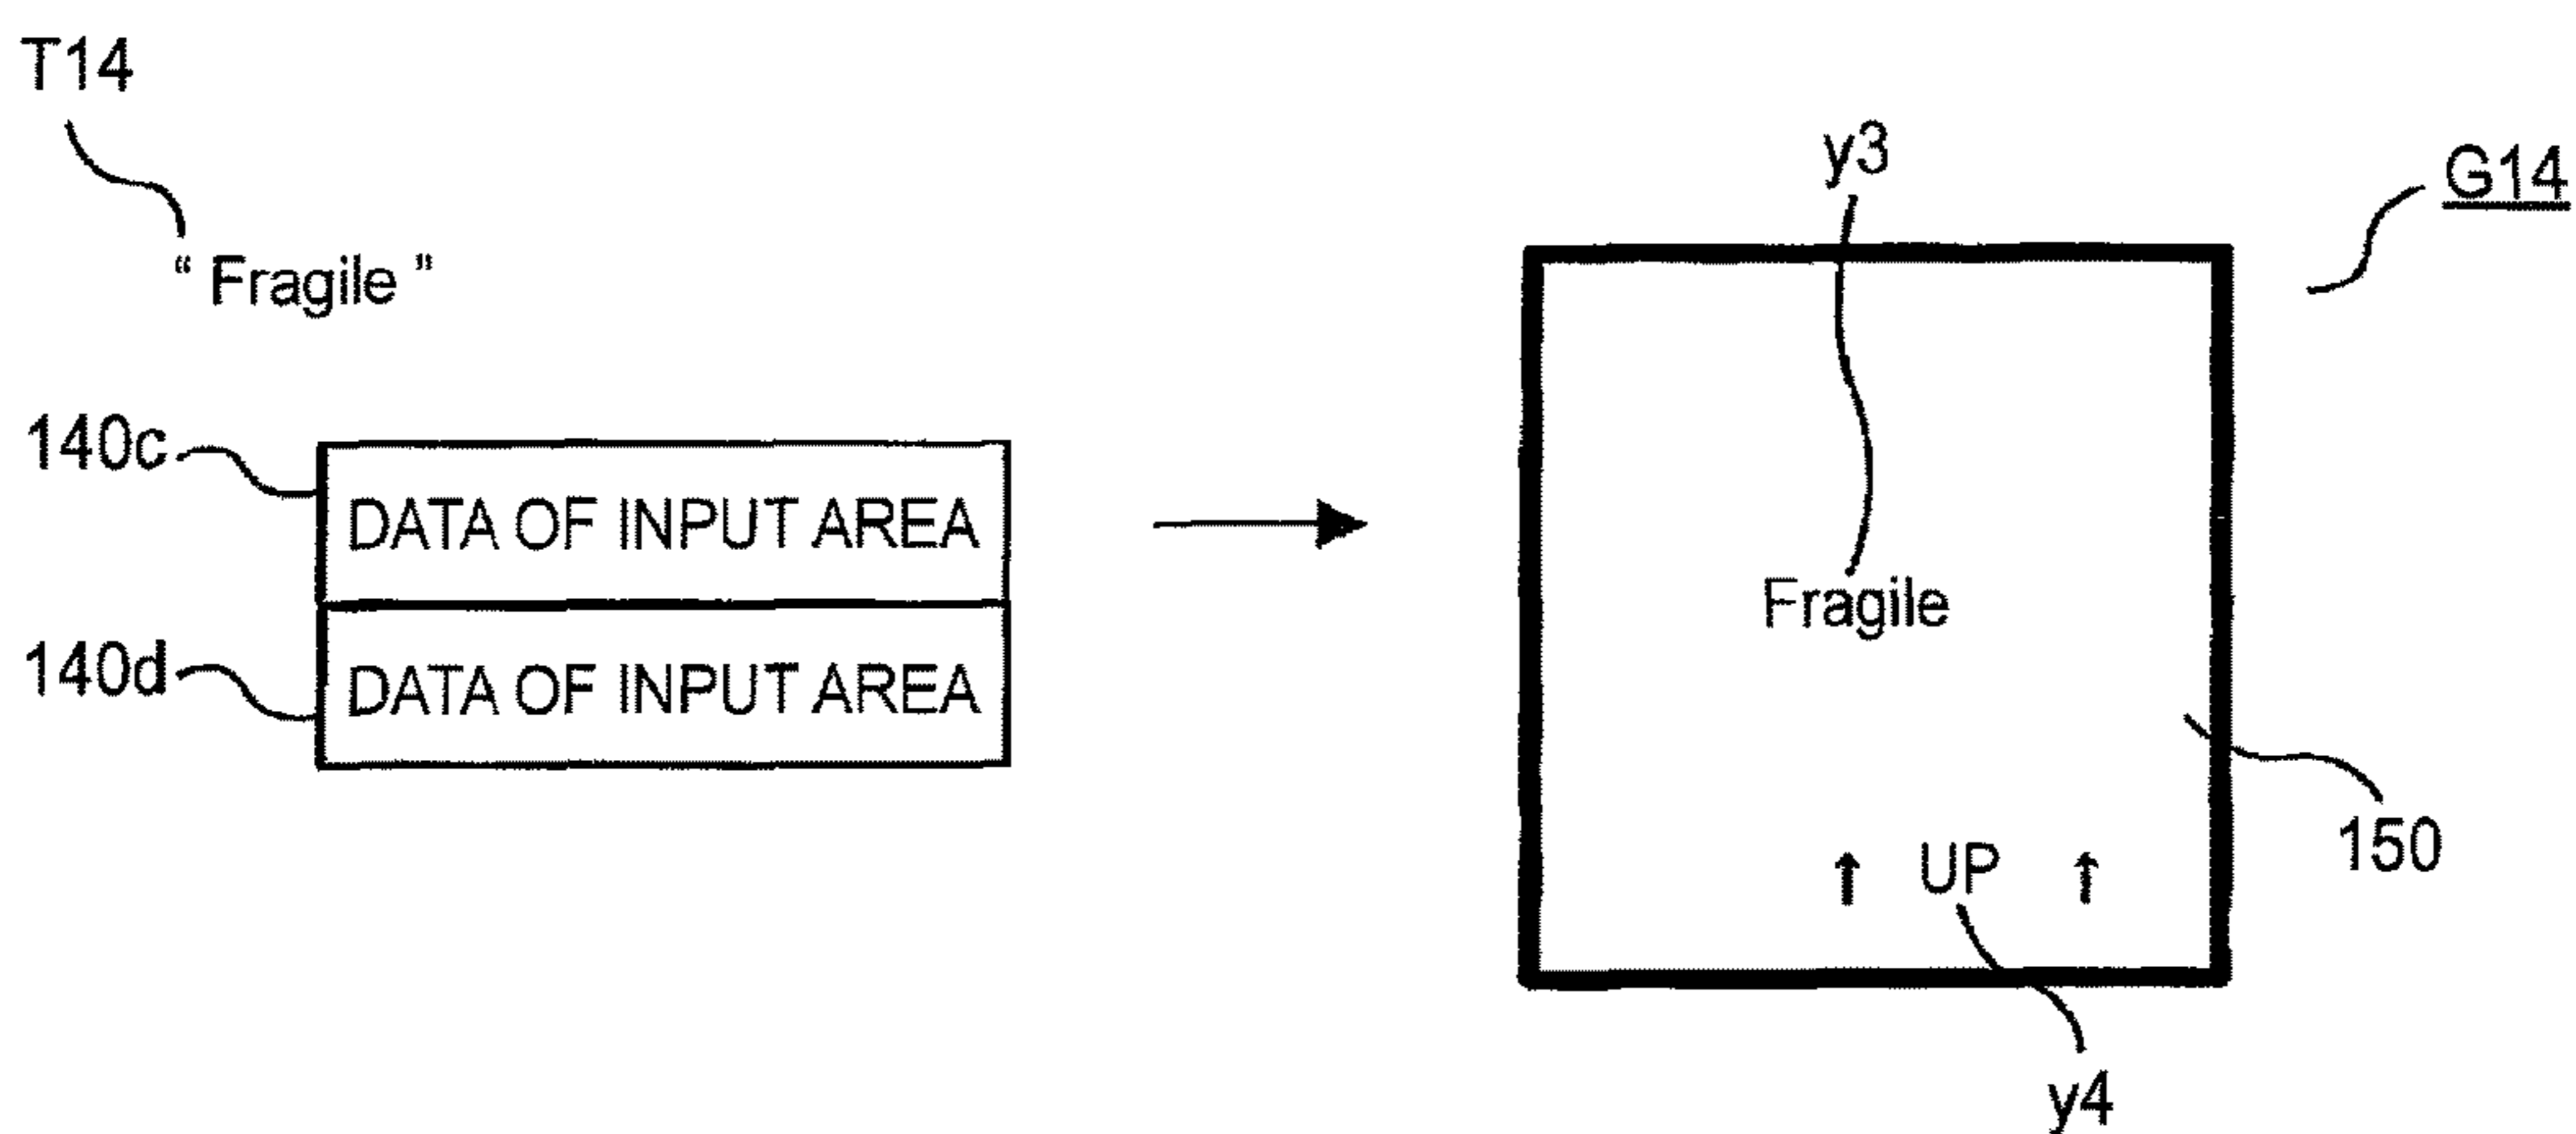 T14
“ Fragile ”
140c DATA OF INPUT AREA
140d DATA OF INPUT AREA
y3
G14
Fragile
150
↑ UP ↑
y4